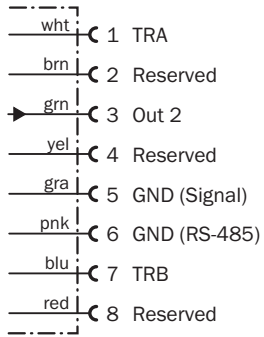 wht 1 TRA
brn 2 Reserved
grn 3 Out 2
yel 4 Reserved
gra 5 GND (Signal)
pnk 6 GND (RS-485)
blu 7 TRB
red 8 Reserved